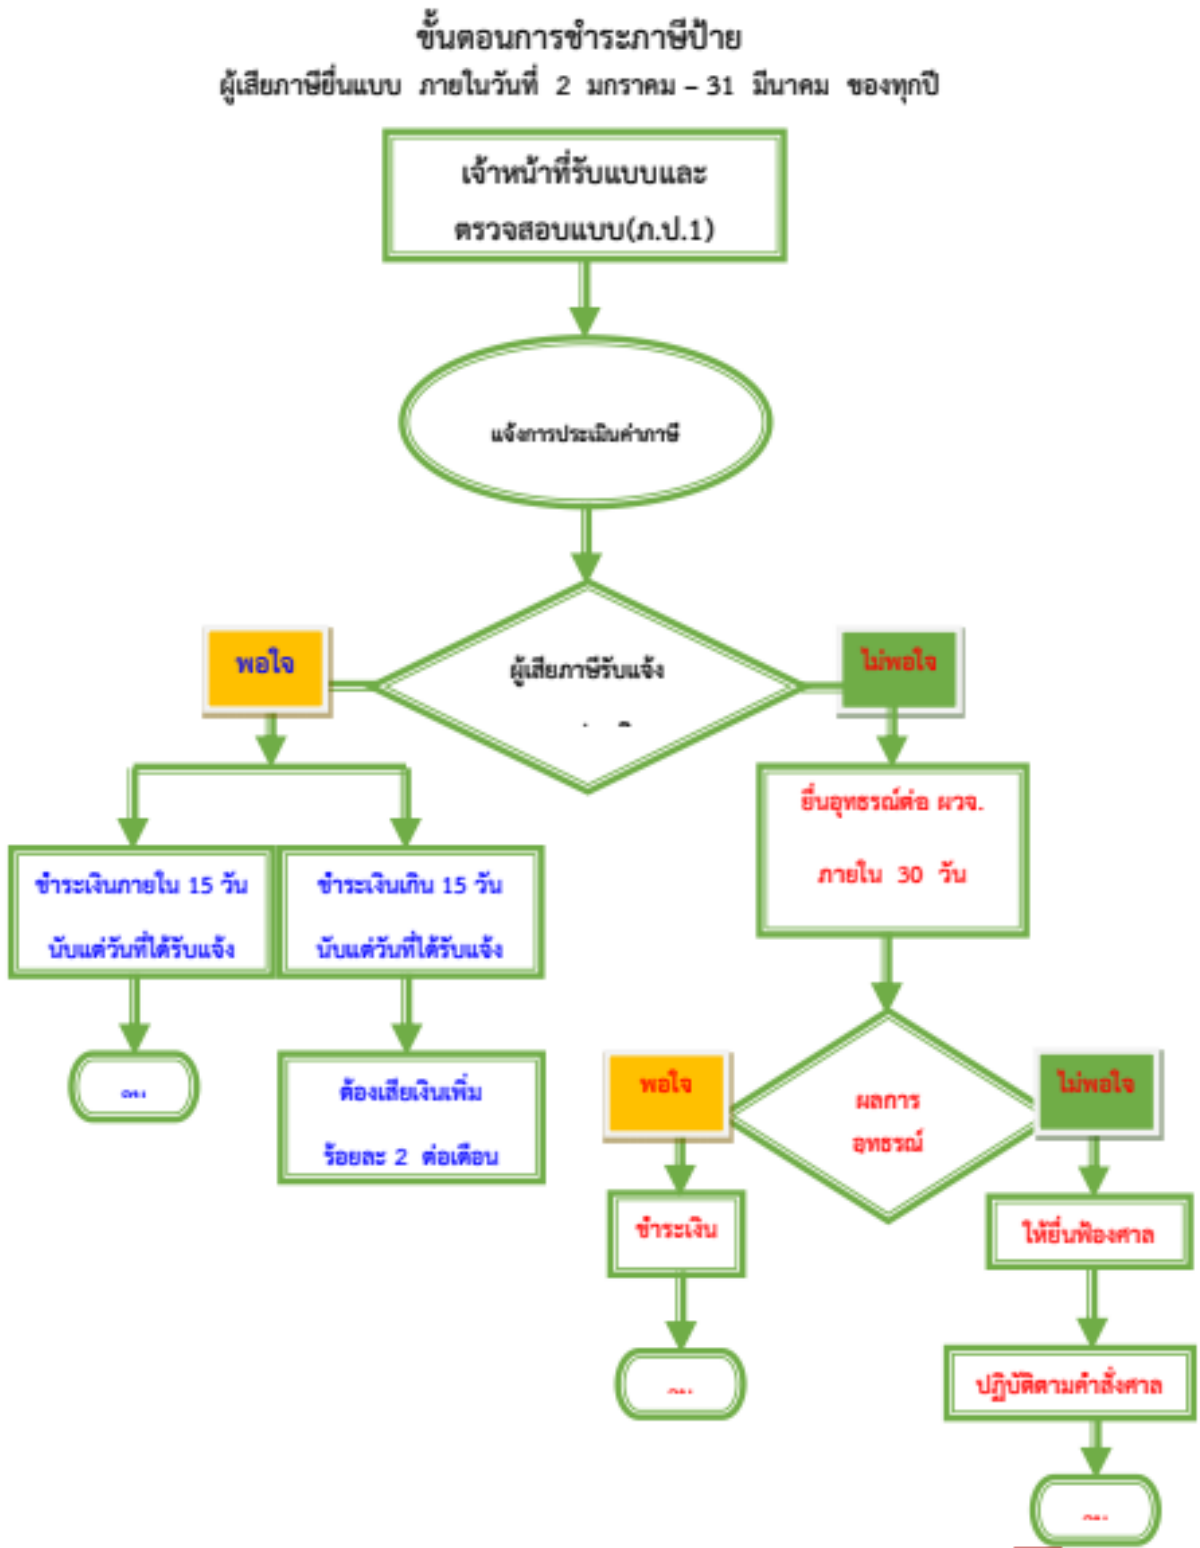 ขั้นตอนการชำระภาษีป้าย
ผู้เสียภาษียื่นแบบ ภายในวันที่ 2 มกราคม – 31 มีนาคม ของทุกปี
เจ้าหน้าที่รับแบบและ
ตรวจสอบแบบ(ภ.ป.1)
แจ้งการประเมินค่าภาษี
พอใจ
ผู้เสียภาษีรับแจ้ง
ไม่พอใจ
ชำระเงินภายใน 15 วัน
นับแต่วันที่ได้รับแจ้ง
ชำระเงินเกิน 15 วัน
นับแต่วันที่ได้รับแจ้ง
ยื่นอุทธรณ์ต่อ ผวจ.
ภายใน 30 วัน
ต้องเสียเงินเพิ่ม
ร้อยละ 2 ต่อเดือน
พอใจ
ผลการ
อุทธรณ์
ไม่พอใจ
ชำระเงิน
ให้ยื่นฟ้องศาล
ปฏิบัติตามคำสั่งศาล